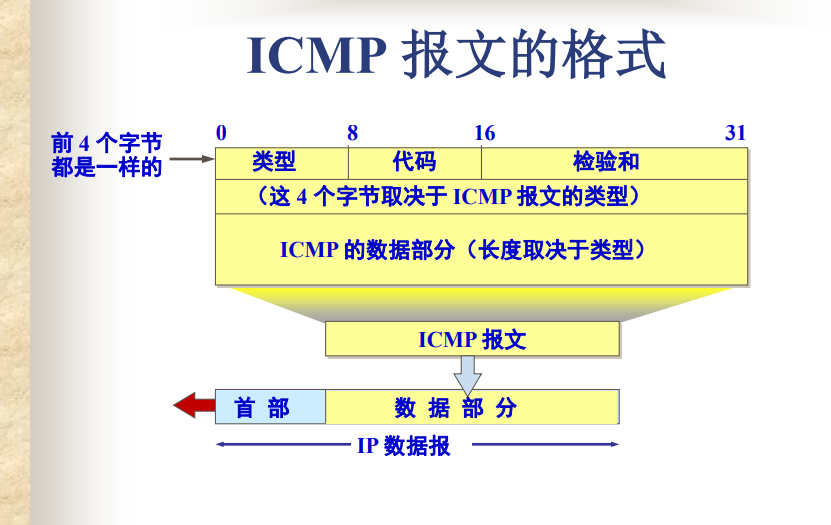 ICMP 报文的格式
0 8 16 31
前 4 个字节
都是一样的
类型 代码 检验和
（这 4 个字节取决于 ICMP 报文的类型）
ICMP 的数据部分（长度取决于类型）
ICMP 报文
首 部 数 据 部 分
IP 数据报